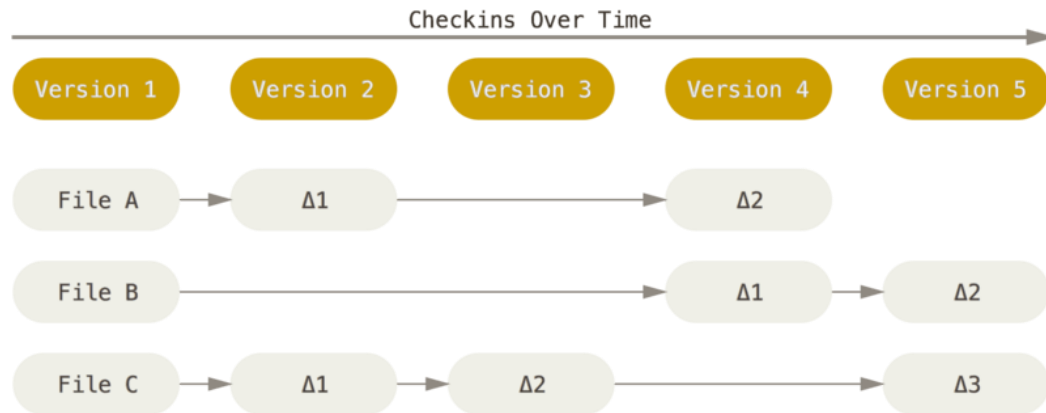 Checkins Over Time
Version 1 Version 2 Version 3 Version 4 Version 5
File A Δ1 Δ2
File B Δ1 Δ2
File C Δ1 Δ2 Δ3